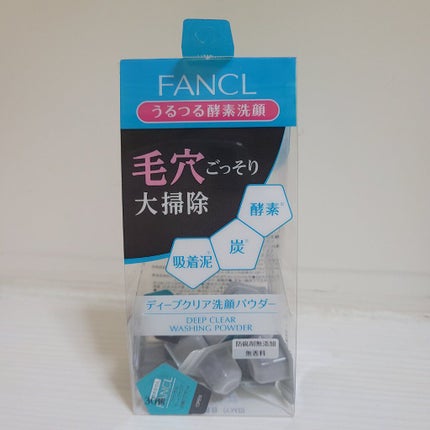 FANCL
うるつる酵素洗顔
毛穴ごっそり
大掃除
酵素※
炭※
吸着泥※
ディープクリア洗顔パウダー
DEEP CLEAR
WASHING POWDER
防腐剤無添加
無香料
FANCL